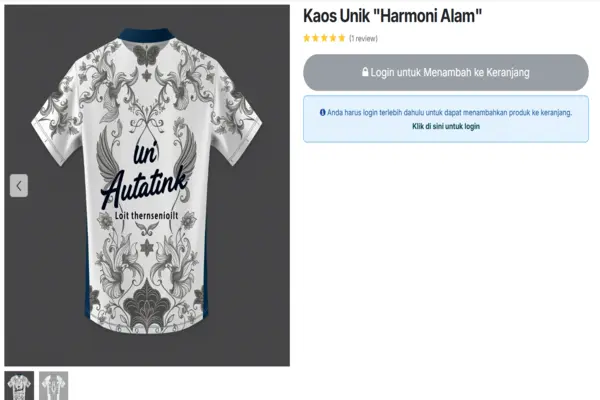 Kaos Unik "Harmoni Alam"
(1 review)
Login untuk Menambah ke Keranjang
Anda harus login terlebih dahulu untuk dapat menambahkan produk ke keranjang.
Klik di sini untuk login
un'
Autatink
Loit thernsenioilt